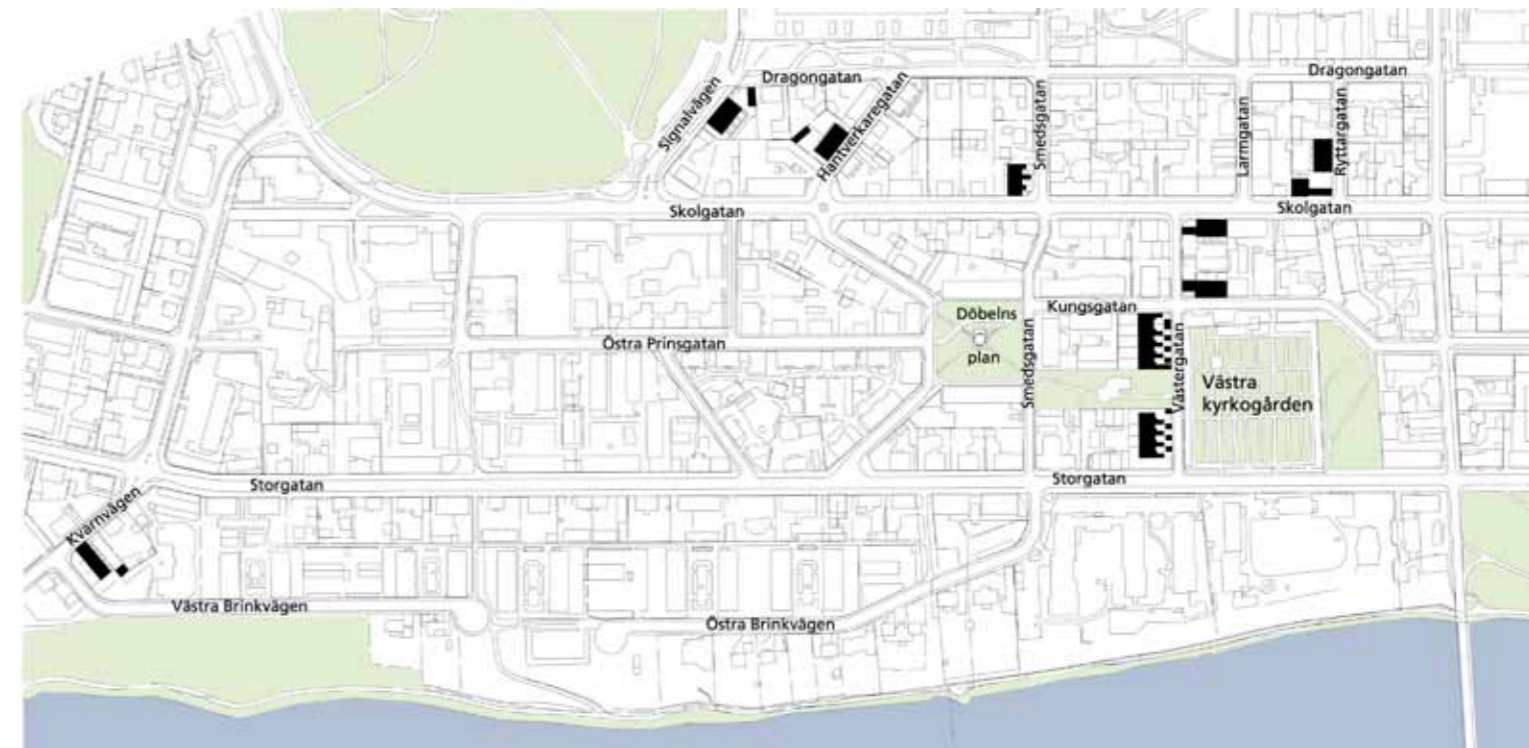 Dragongatan
Dragongatan
Signalvägen
Hantverkaregatan
Smedsgatan
Larmgatan
Ryttargatan
Skolgatan
Skolgatan
Döbelns
plan
Kungsgatan
Östra Prinsgatan
Smedsgatan
Västergatan
Västra
kyrkogården
Storgatan
Storgatan
Kvarnvägen
Västra Brinkvägen
Östra Brinkvägen